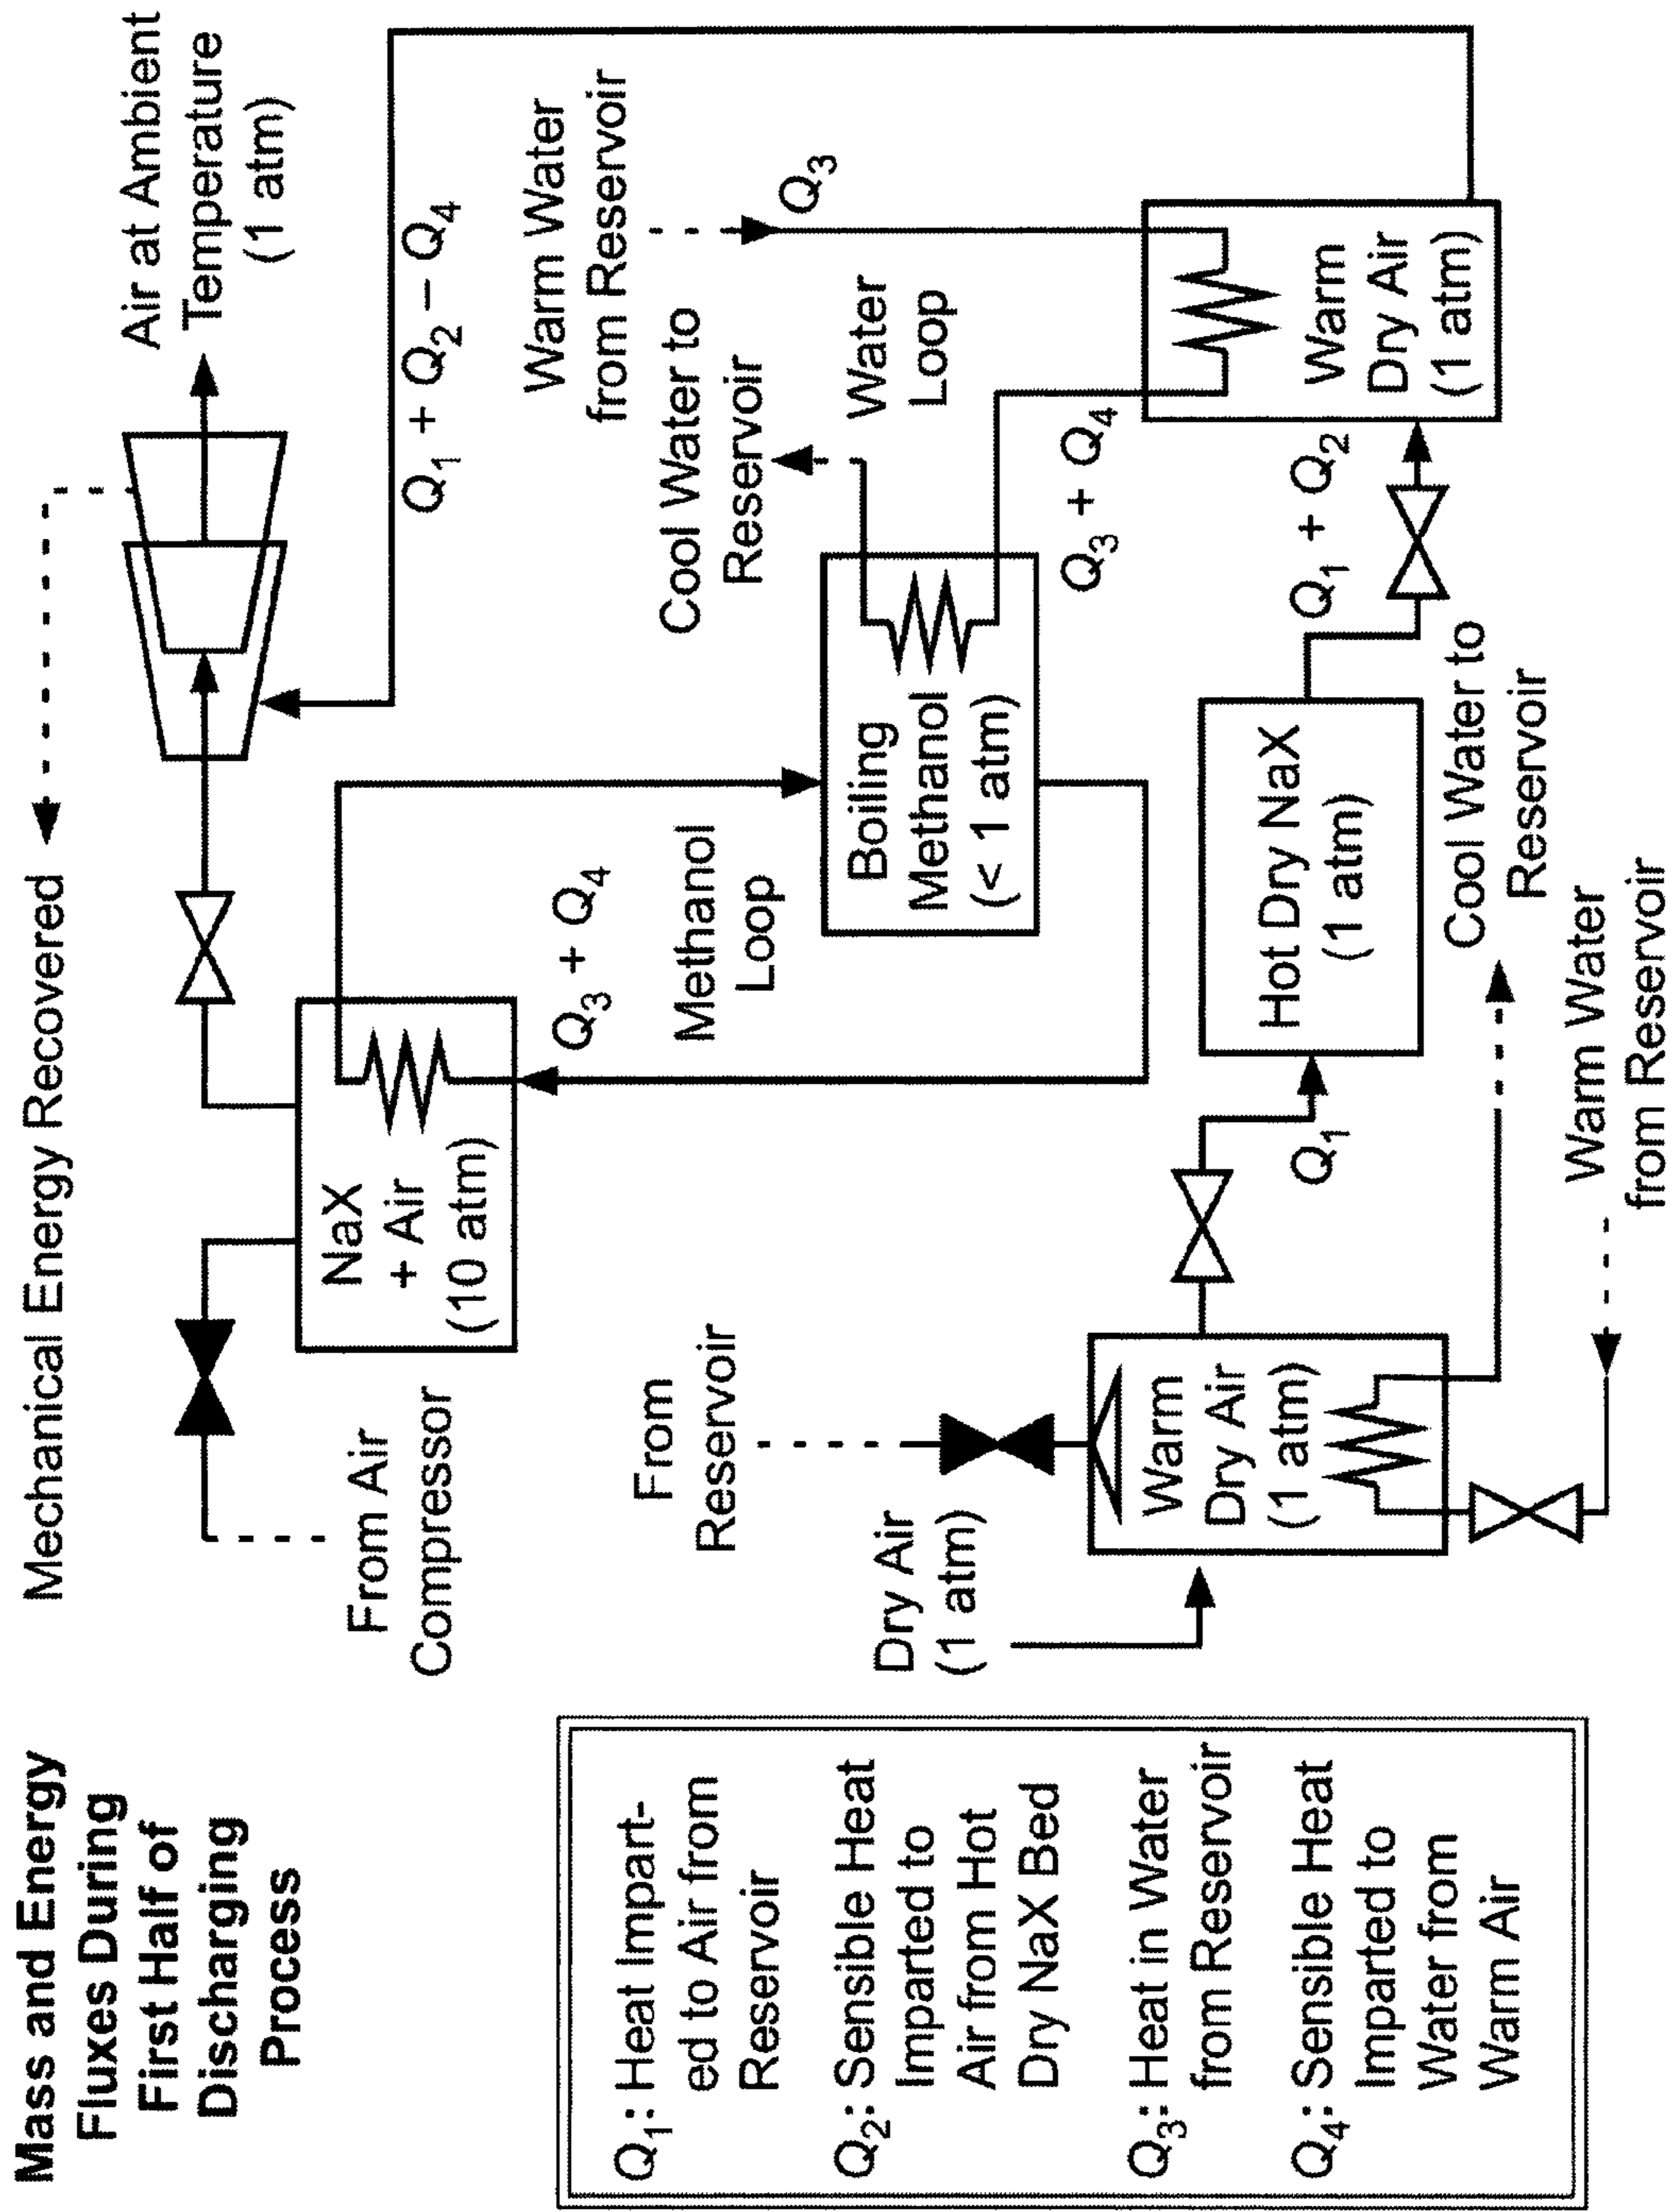 Mass and Energy
Fluxes During
First Half of
Discharging
Process
Q1: Heat Impart-
ed to Air from
Reservoir
Q2: Sensible Heat
Imparted to
Air from Hot
Dry NaX Bed
Q3: Heat in Water
from Reservoir
Q4: Sensible Heat
Imparted to
Water from
Warm Air
Mechanical Energy Recovered
Air at Ambient
Temperature
(1 atm)
From Air
Compressor
NaX
+ Air
(10 atm)
Q1 + Q2 – Q4
Q3 + Q4
Methanol
Loop
Warm Water
from Reservoir
Q3
Cool Water to
Reservoir
Water
Loop
Boiling
Methanol
(< 1 atm)
Q3 + Q4
From
Reservoir
Dry Air
(1 atm)
Warm
Dry Air
(1 atm)
Q1
Hot Dry NaX
(1 atm)
Q1 + Q2
Warm
Dry Air
(1 atm)
Cool Water to
Reservoir
Warm Water
from Reservoir